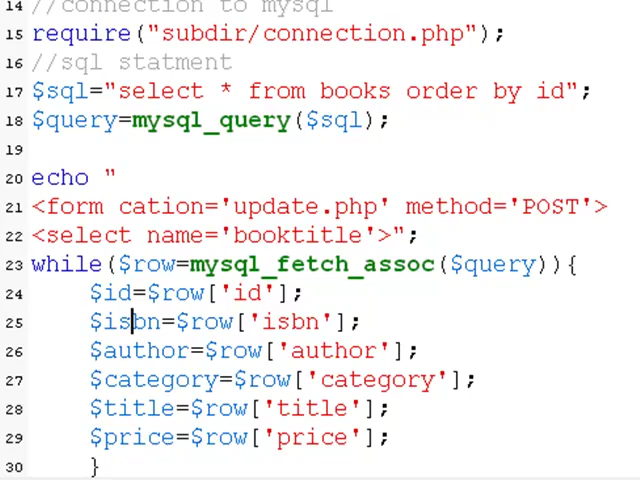 14 //connection to mysql
15 require("subdir/connection.php");
16 //sql statment
17 $sql="select * from books order by id";
18 $query=mysql_query($sql);
19
20 echo "
21 <form cation='update.php' method='POST'>
22 <select name='booktitle'>";
23 while($row=mysql_fetch_assoc($query)){
24 $id=$row['id'];
25 $isbn=$row['isbn'];
26 $author=$row['author'];
27 $category=$row['category'];
28 $title=$row['title'];
29 $price=$row['price'];
30 }